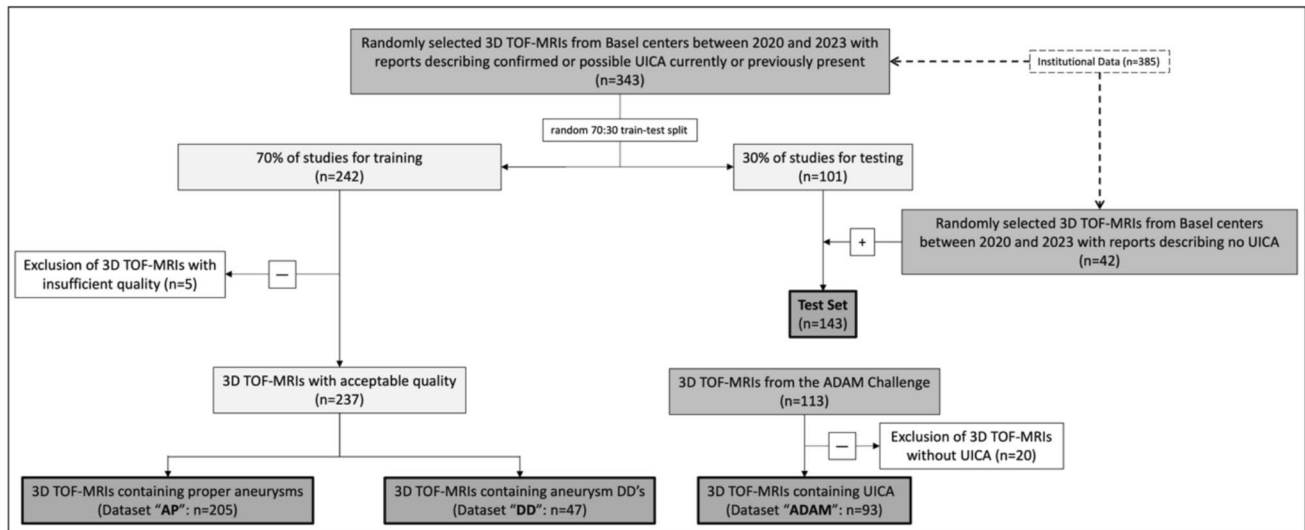 Randomly selected 3D TOF-MRIs from Basel centers between 2020 and 2023 with
reports describing confirmed or possible UICA currently or previously present
(n=343)
Institutional Data (n=385)
random 70:30 train-test split
70% of studies for training
(n=242)
30% of studies for testing
(n=101)
Randomly selected 3D TOF-MRIs from Basel centers
between 2020 and 2023 with reports describing no UICA
(n=42)
+
Exclusion of 3D TOF-MRIs with
insufficient quality (n=5)
—
Test Set
(n=143)
3D TOF-MRIs with acceptable quality
(n=237)
3D TOF-MRIs from the ADAM Challenge
(n=113)
—
Exclusion of 3D TOF-MRIs
without UICA (n=20)
3D TOF-MRIs containing proper aneurysms
(Dataset “AP”: n=205)
3D TOF-MRIs containing aneurysm DD’s
(Dataset “DD”: n=47)
3D TOF-MRIs containing UICA
(Dataset “ADAM”: n=93)